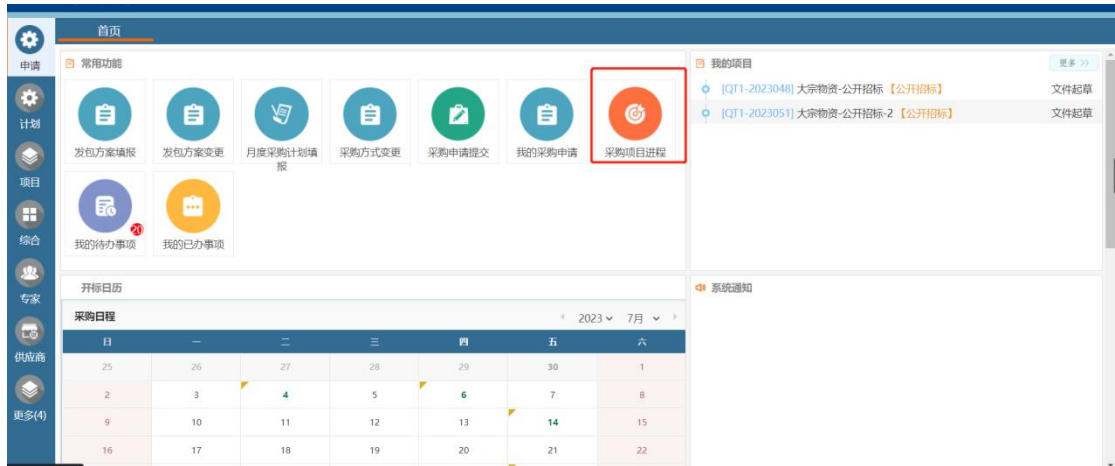 首页
申请
计划
项目
综合
专家
供应商
更多(4)
常用功能
发包方案填报
发包方案变更
月度采购计划填
报
采购方式变更
采购申请提交
我的采购申请
采购项目进程
20
我的待办事项
我的已办事项
我的项目
更多 >>
[QT1-2023048] 大宗物资-公开招标【公开招标】 文件起草
[QT1-2023051] 大宗物资-公开招标-2【公开招标】 文件起草
开标日历
采购日程
2023 7月
日 一 二 三 四 五 六
25 26 27 28 29 30 1
2 3 4 5 6 7 8
9 10 11 12 13 14 15
16 17 18 19 20 21 22
系统通知